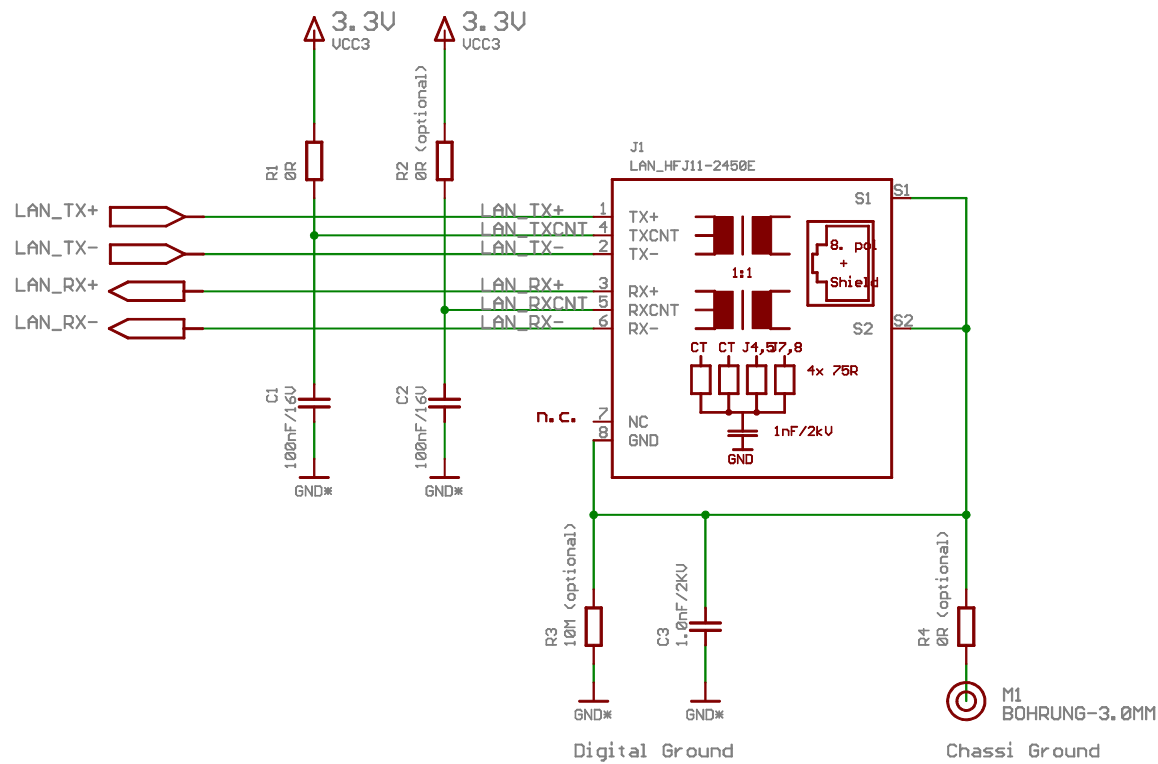 3.3V
VCC3
3.3V
VCC3
R1
0R
R2
0R (optional)
J1
LAN_HFJ11-2450E
LAN_TX+
LAN_TX-
LAN_RX+
LAN_RX-
LAN_TX+
LAN_TXCNT
LAN_TX-
LAN_RX+
LAN_RXCNT
LAN_RX-
1
4
2
3
5
6
7
8
TX+
TXCNT
TX-
RX+
RXCNT
RX-
NC
GND
n.c.
S1
S1
S2
S2
1:1
8. pol
+
Shield
CT CT J4,5 J7,8
4x 75R
1nF/2kV
GND
C1
100nF/16V
C2
100nF/16V
GND*
GND*
R3
10M (optional)
C3
1.0nF/2KV
R4
0R (optional)
GND*
GND*
M1
BOHRUNG-3.0MM
Digital Ground
Chassi Ground